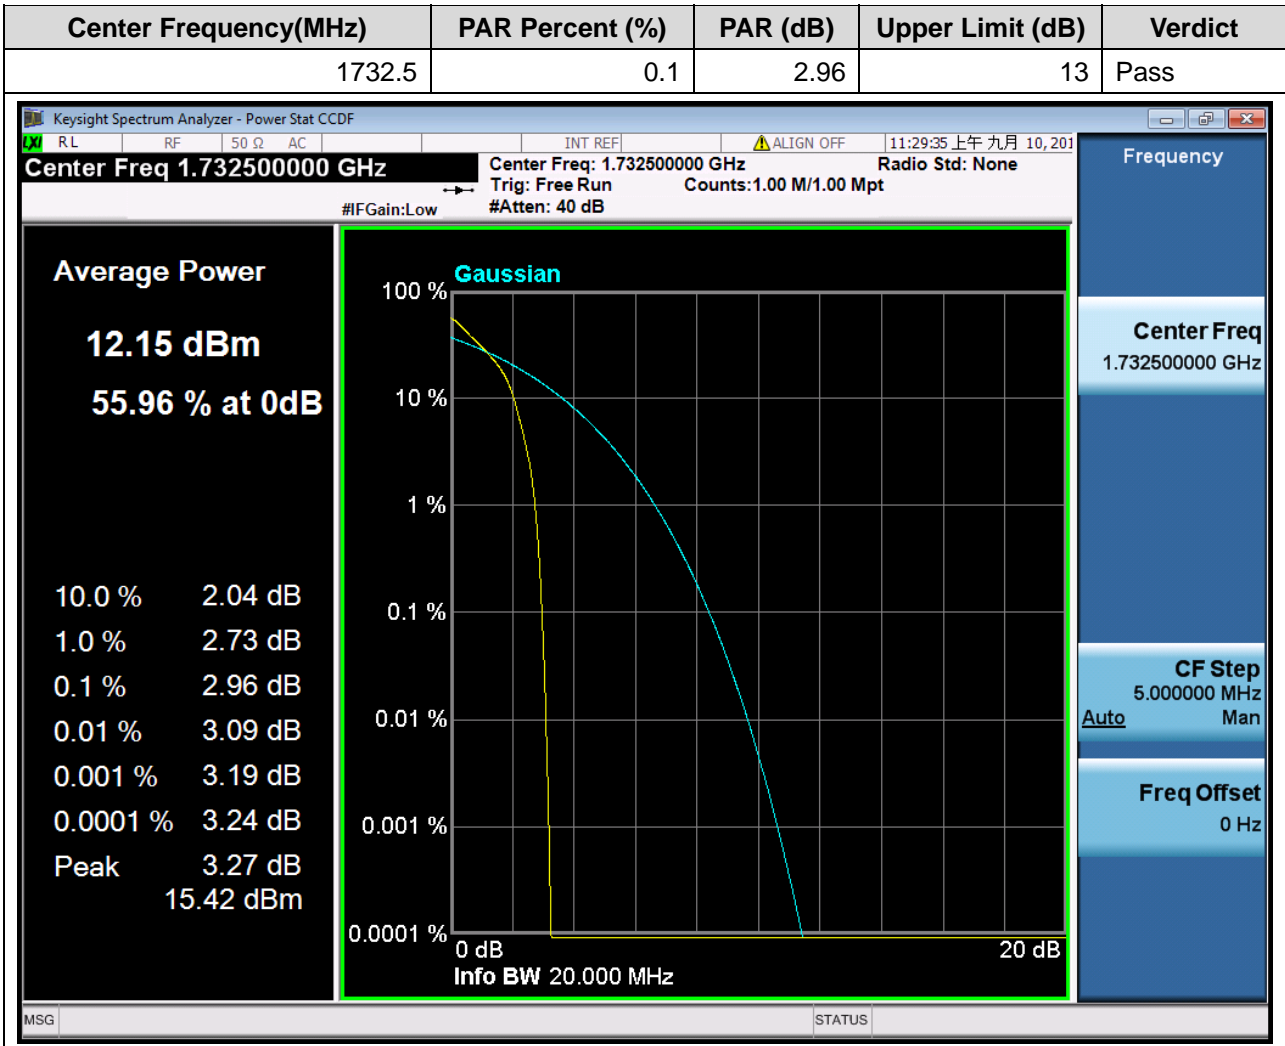 Center Frequency(MHz) PAR Percent (%) PAR (dB) Upper Limit (dB) Verdict
1732.5 0.1 2.96 13 Pass
Keysight Spectrum Analyzer - Power Stat CCDF
LXI RL RF 50 Ω AC INT REF ALIGN OFF 11:29:35 上午 九月 10, 201
Center Freq 1.732500000 GHz
Center Freq: 1.732500000 GHz Radio Std: None
Trig: Free Run Counts:1.00 M/1.00 Mpt
#IFGain:Low #Atten: 40 dB
Average Power
12.15 dBm
55.96 % at 0dB
10.0 % 2.04 dB
1.0 % 2.73 dB
0.1 % 2.96 dB
0.01 % 3.09 dB
0.001 % 3.19 dB
0.0001 % 3.24 dB
Peak 3.27 dB
15.42 dBm
Gaussian
100 %
10 %
1 %
0.1 %
0.01 %
0.001 %
0.0001 %
0 dB 20 dB
Info BW 20.000 MHz
Frequency
Center Freq
1.732500000 GHz
CF Step
5.000000 MHz
Auto Man
Freq Offset
0 Hz
MSG STATUS